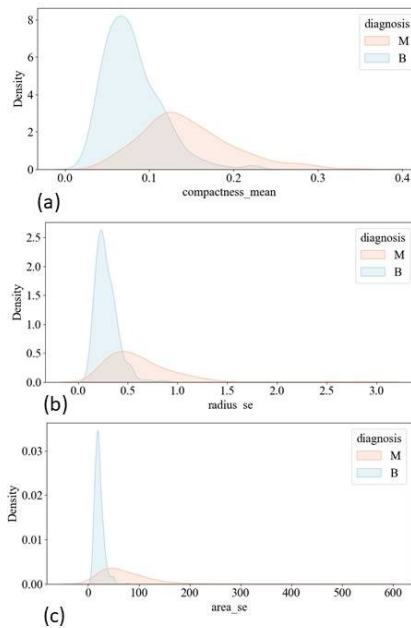 diagnosis
M
B
8
6
4
2
0
Density
0.0 0.1 0.2 0.3 0.4
compactness_mean
(a)
diagnosis
M
B
2.5
2.0
1.5
1.0
0.5
0.0
Density
0.0 0.5 1.0 1.5 2.0 2.5 3.0
radius_se
(b)
diagnosis
M
B
0.03
0.02
0.01
0.00
Density
0 100 200 300 400 500 600
area_se
(c)